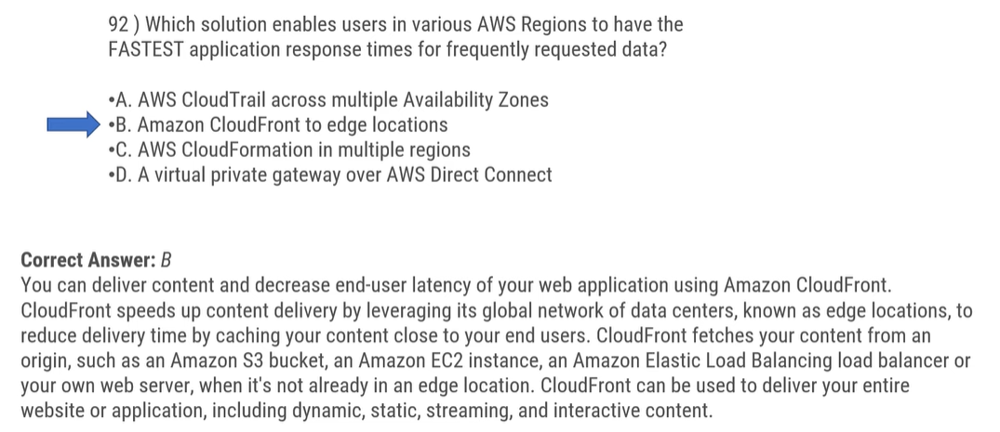 92 ) Which solution enables users in various AWS Regions to have the
FASTEST application response times for frequently requested data?
•A. AWS CloudTrail across multiple Availability Zones
•B. Amazon CloudFront to edge locations
•C. AWS CloudFormation in multiple regions
•D. A virtual private gateway over AWS Direct Connect
Correct Answer: B
You can deliver content and decrease end-user latency of your web application using Amazon CloudFront.
CloudFront speeds up content delivery by leveraging its global network of data centers, known as edge locations, to
reduce delivery time by caching your content close to your end users. CloudFront fetches your content from an
origin, such as an Amazon S3 bucket, an Amazon EC2 instance, an Amazon Elastic Load Balancing load balancer or
your own web server, when it's not already in an edge location. CloudFront can be used to deliver your entire
website or application, including dynamic, static, streaming, and interactive content.